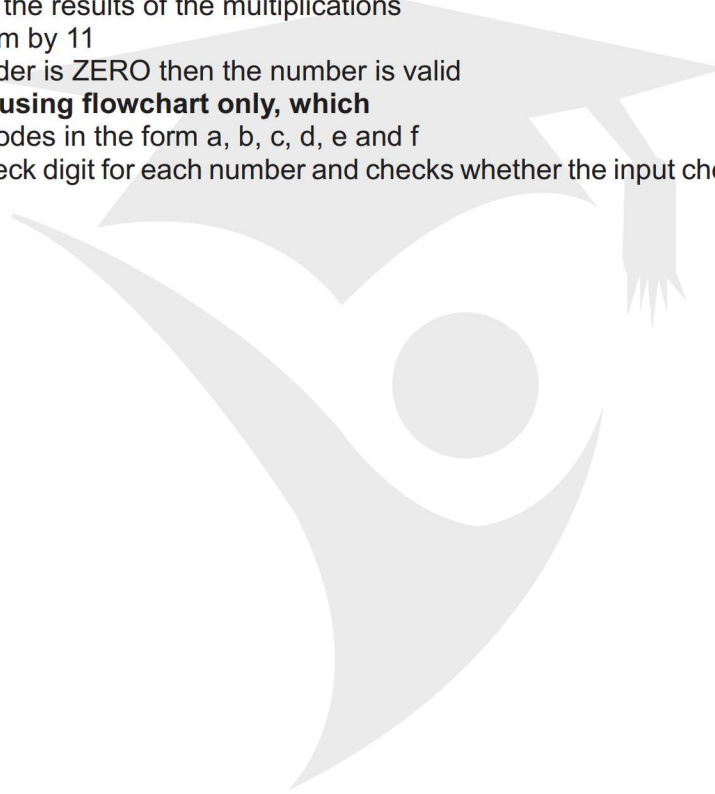 the results of the multiplications
m by 11
der is ZERO then the number is valid
using flowchart only, which
odes in the form a, b, c, d, e and f
eck digit for each number and checks whether the input che